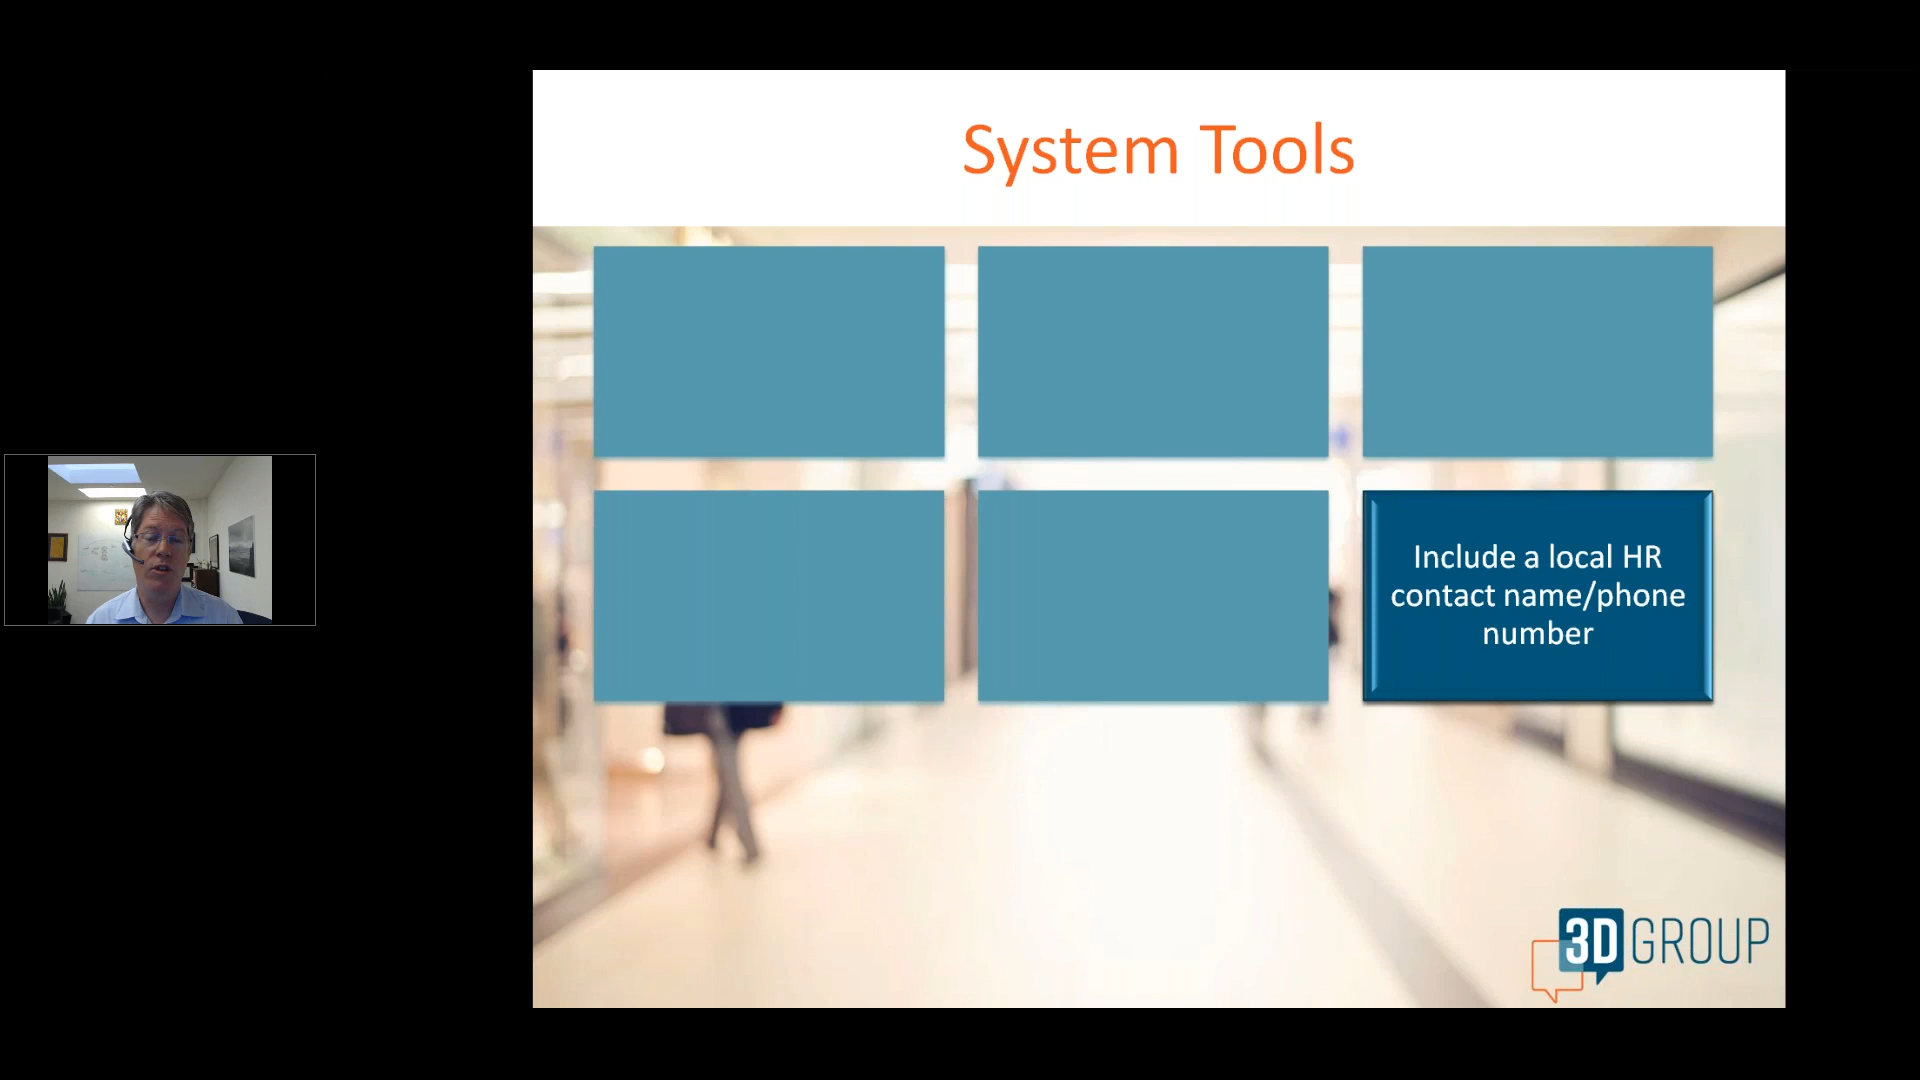 System Tools
Include a local HR
contact name/phone
number
3D GROUP